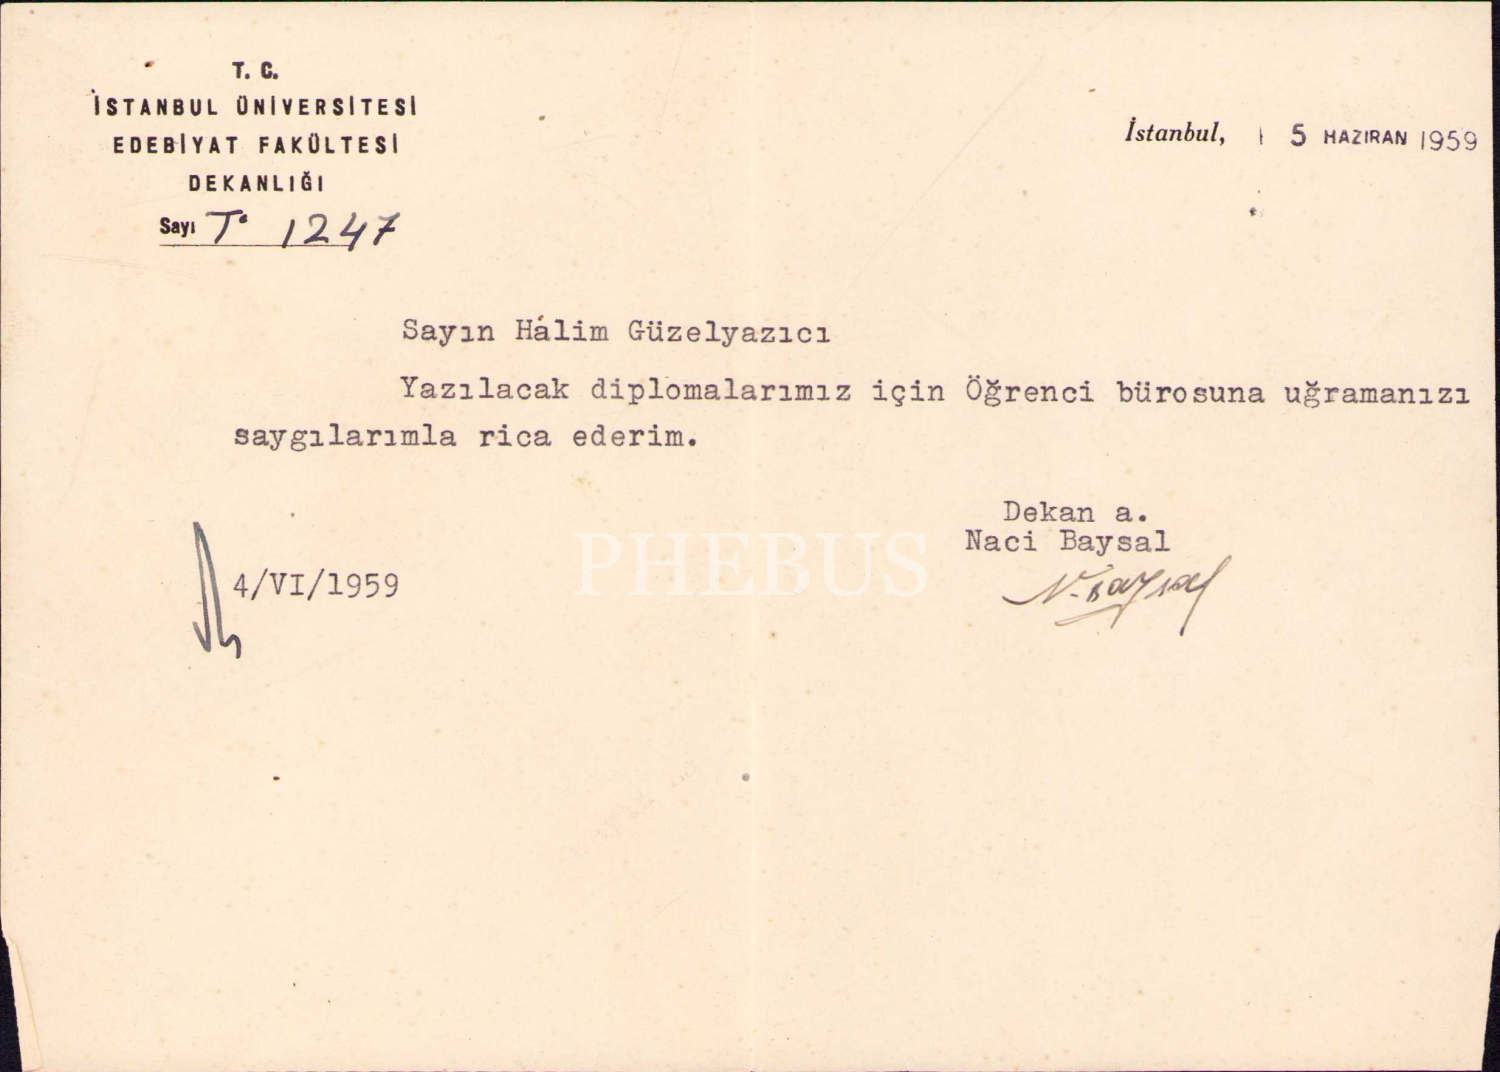 T. C.
İSTANBUL ÜNİVERSİTESİ
EDEBİYAT FAKÜLTESİ
DEKANLIĞI
Sayı T. 1247
İstanbul, 5 HAZIRAN 1959
Sayın Hâlim Güzelyazıcı
Yazılacak diplomalarımız için Öğrenci bürosuna uğramanızı
saygılarımla rica ederim.
Dekan a.
Naci Baysal
N. Baysal
4/VI/1959
PHEBUS